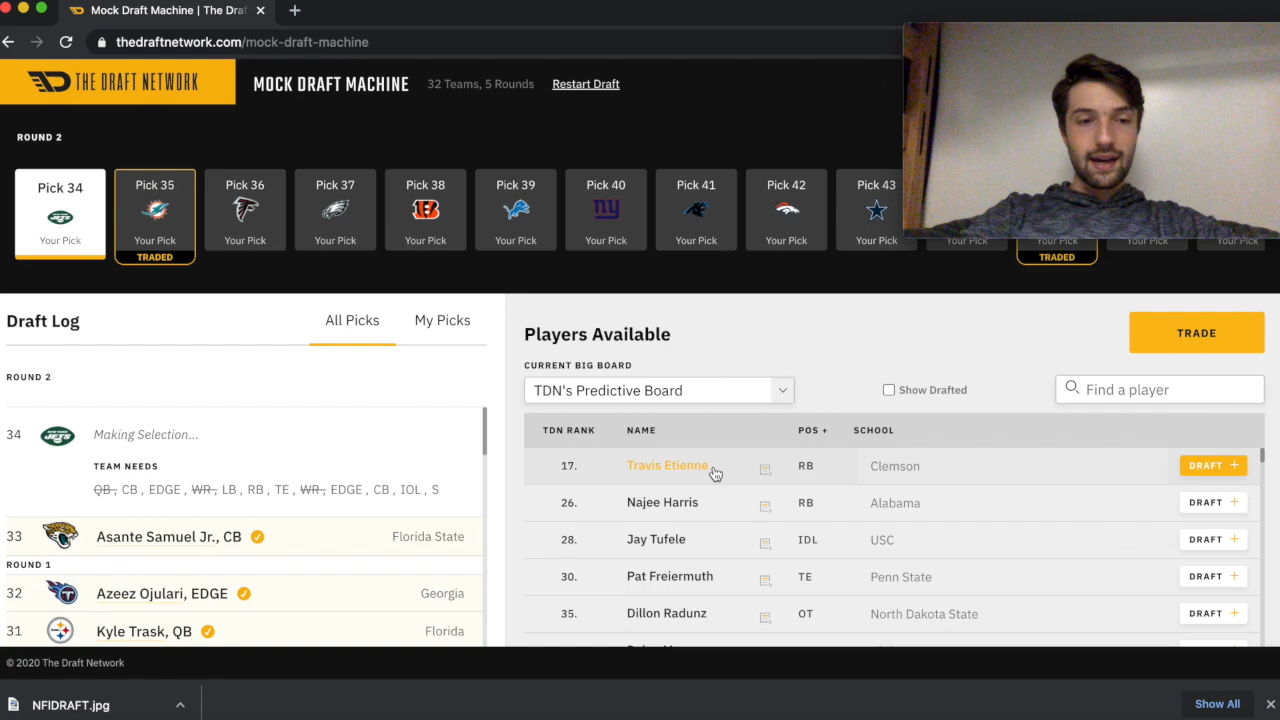 Mock Draft Machine | The Draf
thedraftnetwork.com/mock-draft-machine
THE DRAFT NETWORK
MOCK DRAFT MACHINE
32 Teams, 5 Rounds
Restart Draft
ROUND 2
Pick 34 Pick 35 Pick 36 Pick 37 Pick 38 Pick 39 Pick 40 Pick 41 Pick 42 Pick 43
Your Pick Your Pick Your Pick Your Pick Your Pick Your Pick Your Pick Your Pick Your Pick Your Pick Your Pick Your Pick Your Pick Your Pick
TRADED TRADED
Draft Log
All Picks
My Picks
ROUND 2
34 Making Selection...
TEAM NEEDS
QB, CB, EDGE, WR, LB, RB, TE, WR, EDGE, CB, IOL, S
33 Asante Samuel Jr., CB Florida State
ROUND 1
32 Azeez Ojulari, EDGE Georgia
31 Kyle Trask, QB Florida
Players Available
TRADE
CURRENT BIG BOARD
TDN's Predictive Board
Show Drafted
Find a player
TDN RANK NAME POS + SCHOOL
17. Travis Etienne RB Clemson DRAFT +
26. Najee Harris RB Alabama DRAFT +
28. Jay Tufele IDL USC DRAFT +
30. Pat Freiermuth TE Penn State DRAFT +
35. Dillon Radunz OT North Dakota State DRAFT +
© 2020 The Draft Network
NFIDRAFT.jpg
Show All